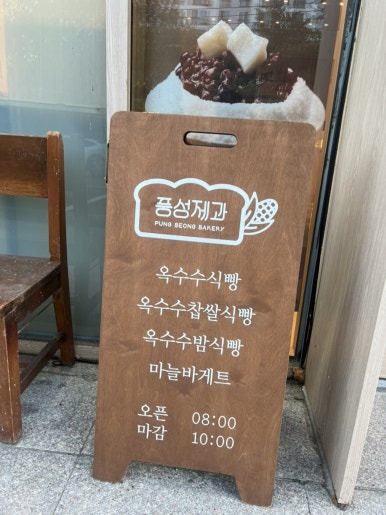 풍성제과
PUNG SEONG BAKERY
옥수수식빵
옥수수찹쌀식빵
옥수수밤식빵
마늘바게트
오픈 08:00
마감 10:00